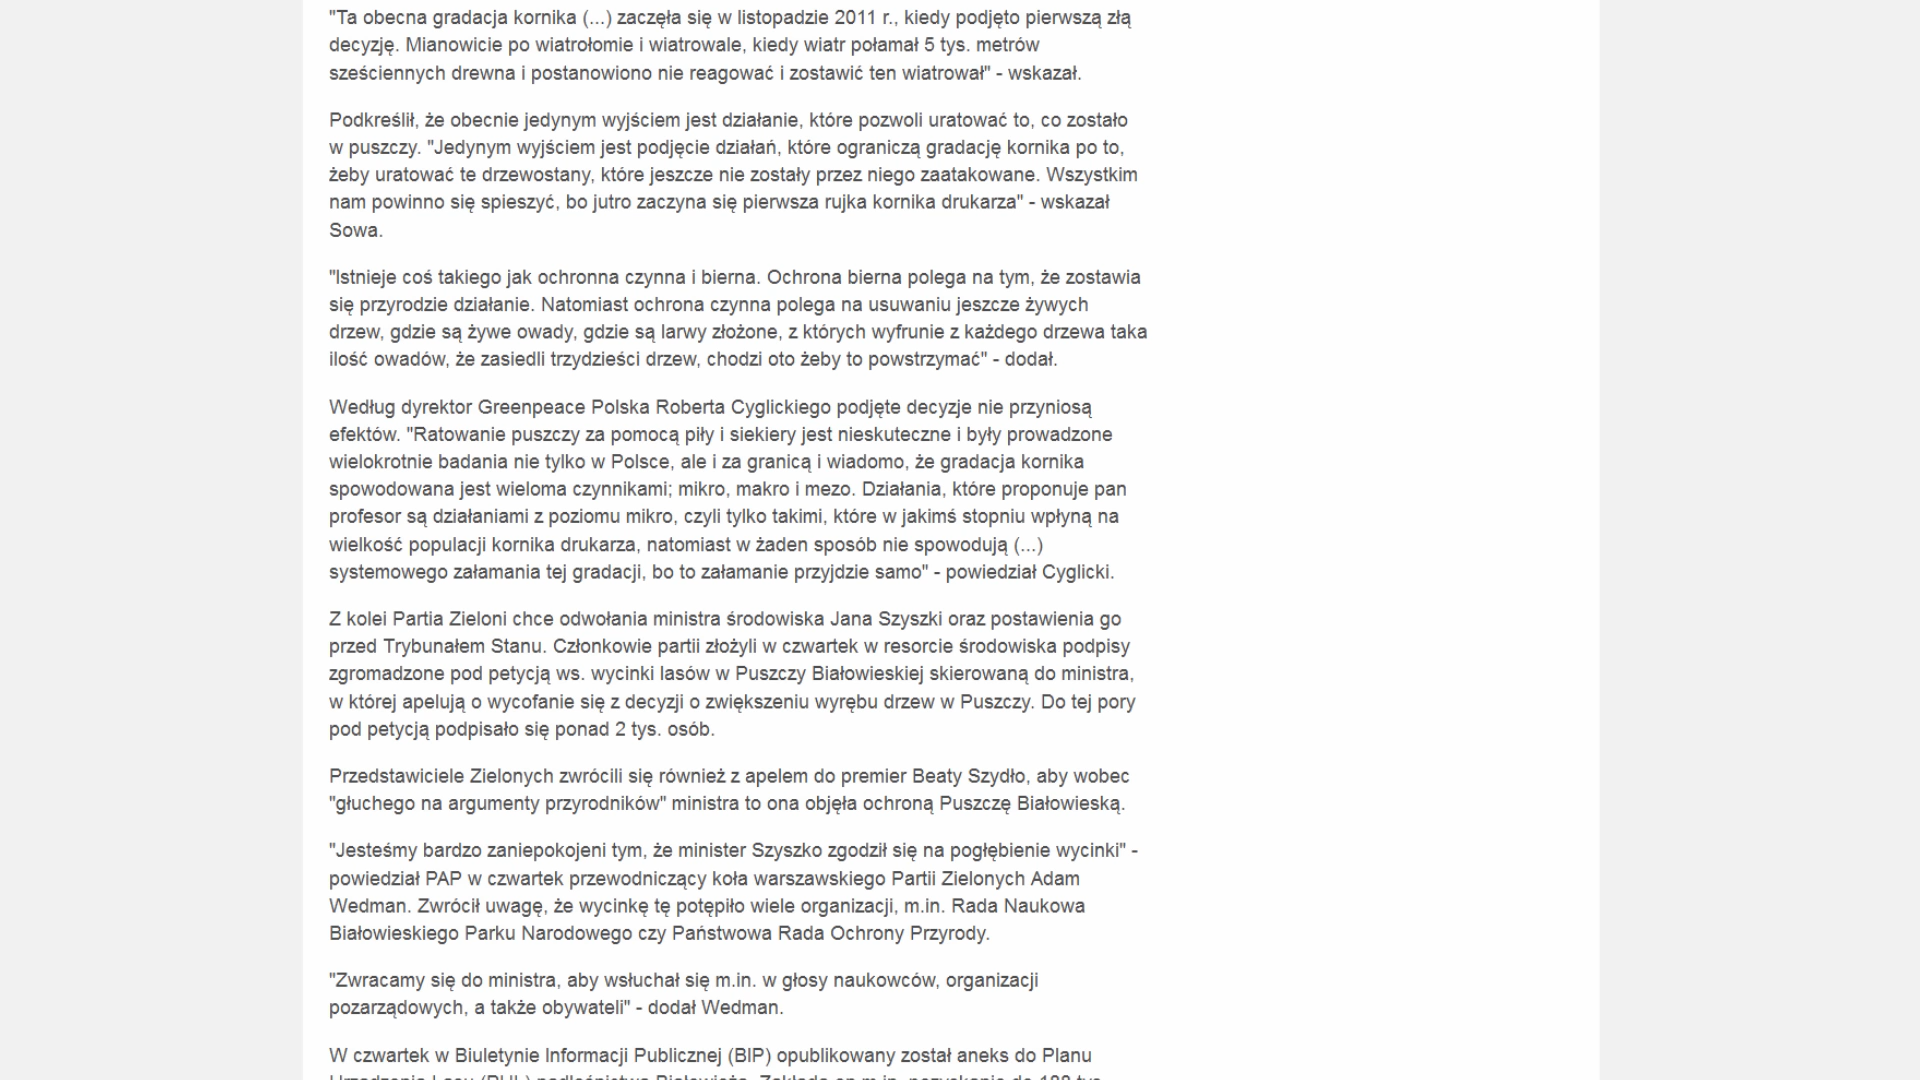 "Ta obecna gradacja kornika (...) zaczęła się w listopadzie 2011 r., kiedy podjęto pierwszą złą
decyzję. Mianowicie po wiatrołomie i wiatrowale, kiedy wiatr połamał 5 tys. metrów
sześciennych drewna i postanowiono nie reagować i zostawić ten wiatrował" - wskazał.
Podkreślił, że obecnie jedynym wyjściem jest działanie, które pozwoli uratować to, co zostało
w puszczy. "Jedynym wyjściem jest podjęcie działań, które ograniczą gradację kornika po to,
żeby uratować te drzewostany, które jeszcze nie zostały przez niego zaatakowane. Wszystkim
nam powinno się spieszyć, bo jutro zaczyna się pierwsza rujka kornika drukarza" - wskazał
Sowa.
"Istnieje coś takiego jak ochronna czynna i bierna. Ochrona bierna polega na tym, że zostawia
się przyrodzie działanie. Natomiast ochrona czynna polega na usuwaniu jeszcze żywych
drzew, gdzie są żywe owady, gdzie są larwy złożone, z których wyfrunie z każdego drzewa taka
ilość owadów, że zasiedli trzydzieści drzew, chodzi oto żeby to powstrzymać" - dodał.
Według dyrektor Greenpeace Polska Roberta Cyglickiego podjęte decyzje nie przyniosą
efektów. "Ratowanie puszczy za pomocą piły i siekiery jest nieskuteczne i były prowadzone
wielokrotnie badania nie tylko w Polsce, ale i za granicą i wiadomo, że gradacja kornika
spowodowana jest wieloma czynnikami; mikro, makro i mezo. Działania, które proponuje pan
profesor są działaniami z poziomu mikro, czyli tylko takimi, które w jakimś stopniu wpłyną na
wielkość populacji kornika drukarza, natomiast w żaden sposób nie spowodują (...)
systemowego załamania tej gradacji, bo to załamanie przyjdzie samo" - powiedział Cyglicki.
Z kolei Partia Zieloni chce odwołania ministra środowiska Jana Szyszki oraz postawienia go
przed Trybunałem Stanu. Członkowie partii złożyli w czwartek w resorcie środowiska podpisy
zgromadzone pod petycją ws. wycinki lasów w Puszczy Białowieskiej skierowaną do ministra,
w której apelują o wycofanie się z decyzji o zwiększeniu wyrębu drzew w Puszczy. Do tej pory
pod petycją podpisało się ponad 2 tys. osób.
Przedstawiciele Zielonych zwrócili się również z apelem do premier Beaty Szydło, aby wobec
"głuchego na argumenty przyrodników" ministra to ona objęła ochroną Puszczę Białowieską.
"Jesteśmy bardzo zaniepokojeni tym, że minister Szyszko zgodził się na pogłębienie wycinki" -
powiedział PAP w czwartek przewodniczący koła warszawskiego Partii Zielonych Adam
Wedman. Zwrócił uwagę, że wycinkę tę potępiło wiele organizacji, m.in. Rada Naukowa
Białowieskiego Parku Narodowego czy Państwowa Rada Ochrony Przyrody.
"Zwracamy się do ministra, aby wsłuchał się m.in. w głosy naukowców, organizacji
pozarządowych, a także obywateli" - dodał Wedman.
W czwartek w Biuletynie Informacji Publicznej (BIP) opublikowany został aneks do Planu